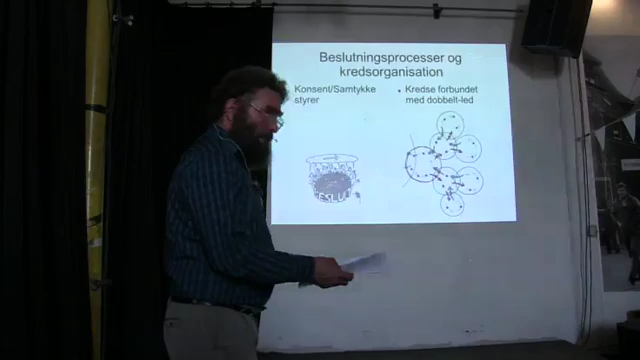 Beslutningsprocesser og
kredsorganisation
Konsent/Samtykke
styrer
• Kredse forbundet
med dobbelt-led